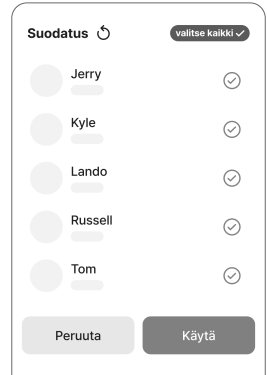 Suodatus
valitse kaikki
Jerry
Kyle
Lando
Russell
Tom
Peruuta
Käytä